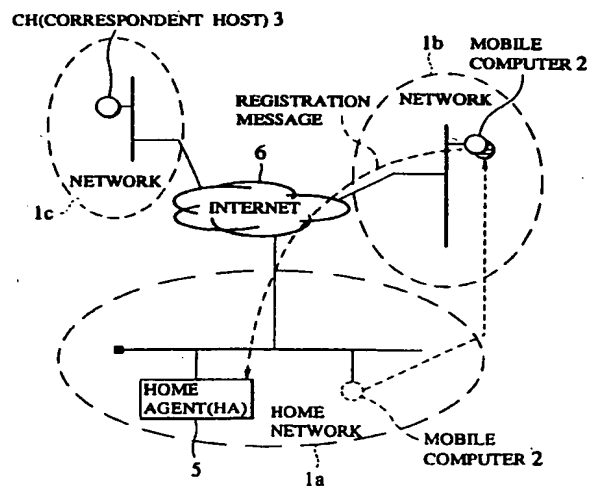 CH(CORRESPONDENT HOST) 3
1b
MOBILE
COMPUTER 2
REGISTRATION
MESSAGE
NETWORK
6
NETWORK
1c
INTERNET
HOME
AGENT(HA)
HOME
NETWORK
5
MOBILE
COMPUTER 2
1a